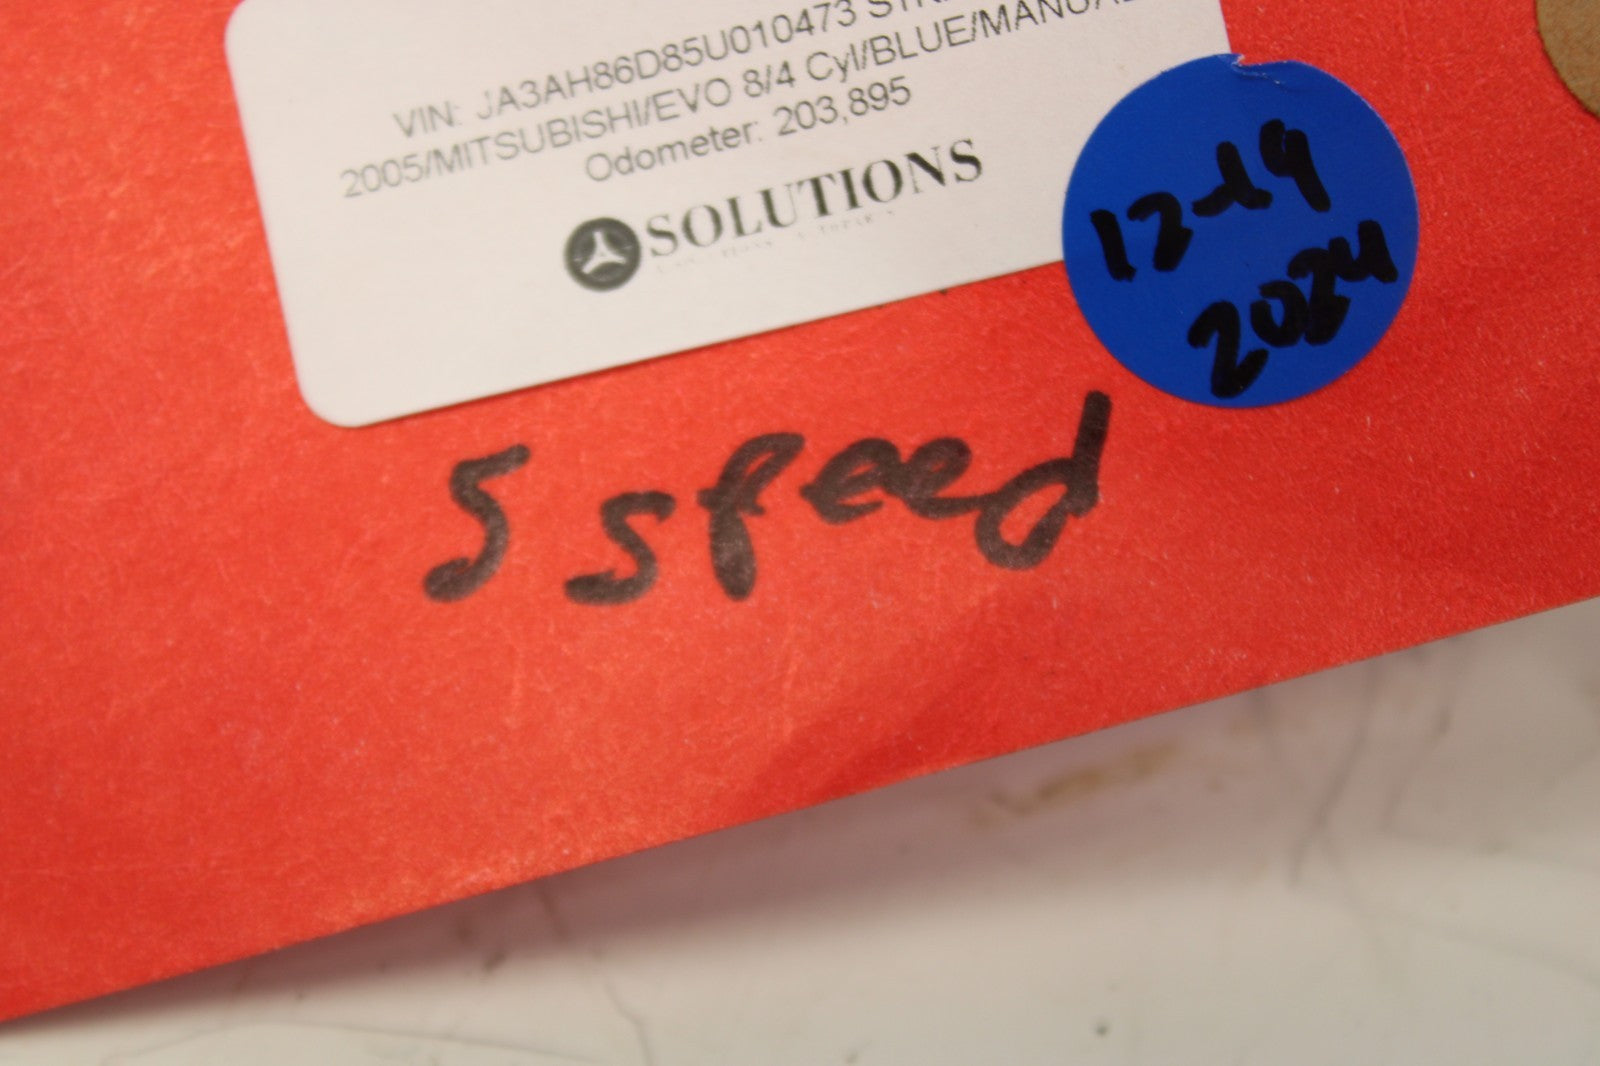 VIN: JA3AH86D85U010473
2005/MITSUBISHI/EVO 8/4 Cyl/BLUE/MANUAL
Odometer: 203,895
SOLUTIONS
12-19
2024
5 speed